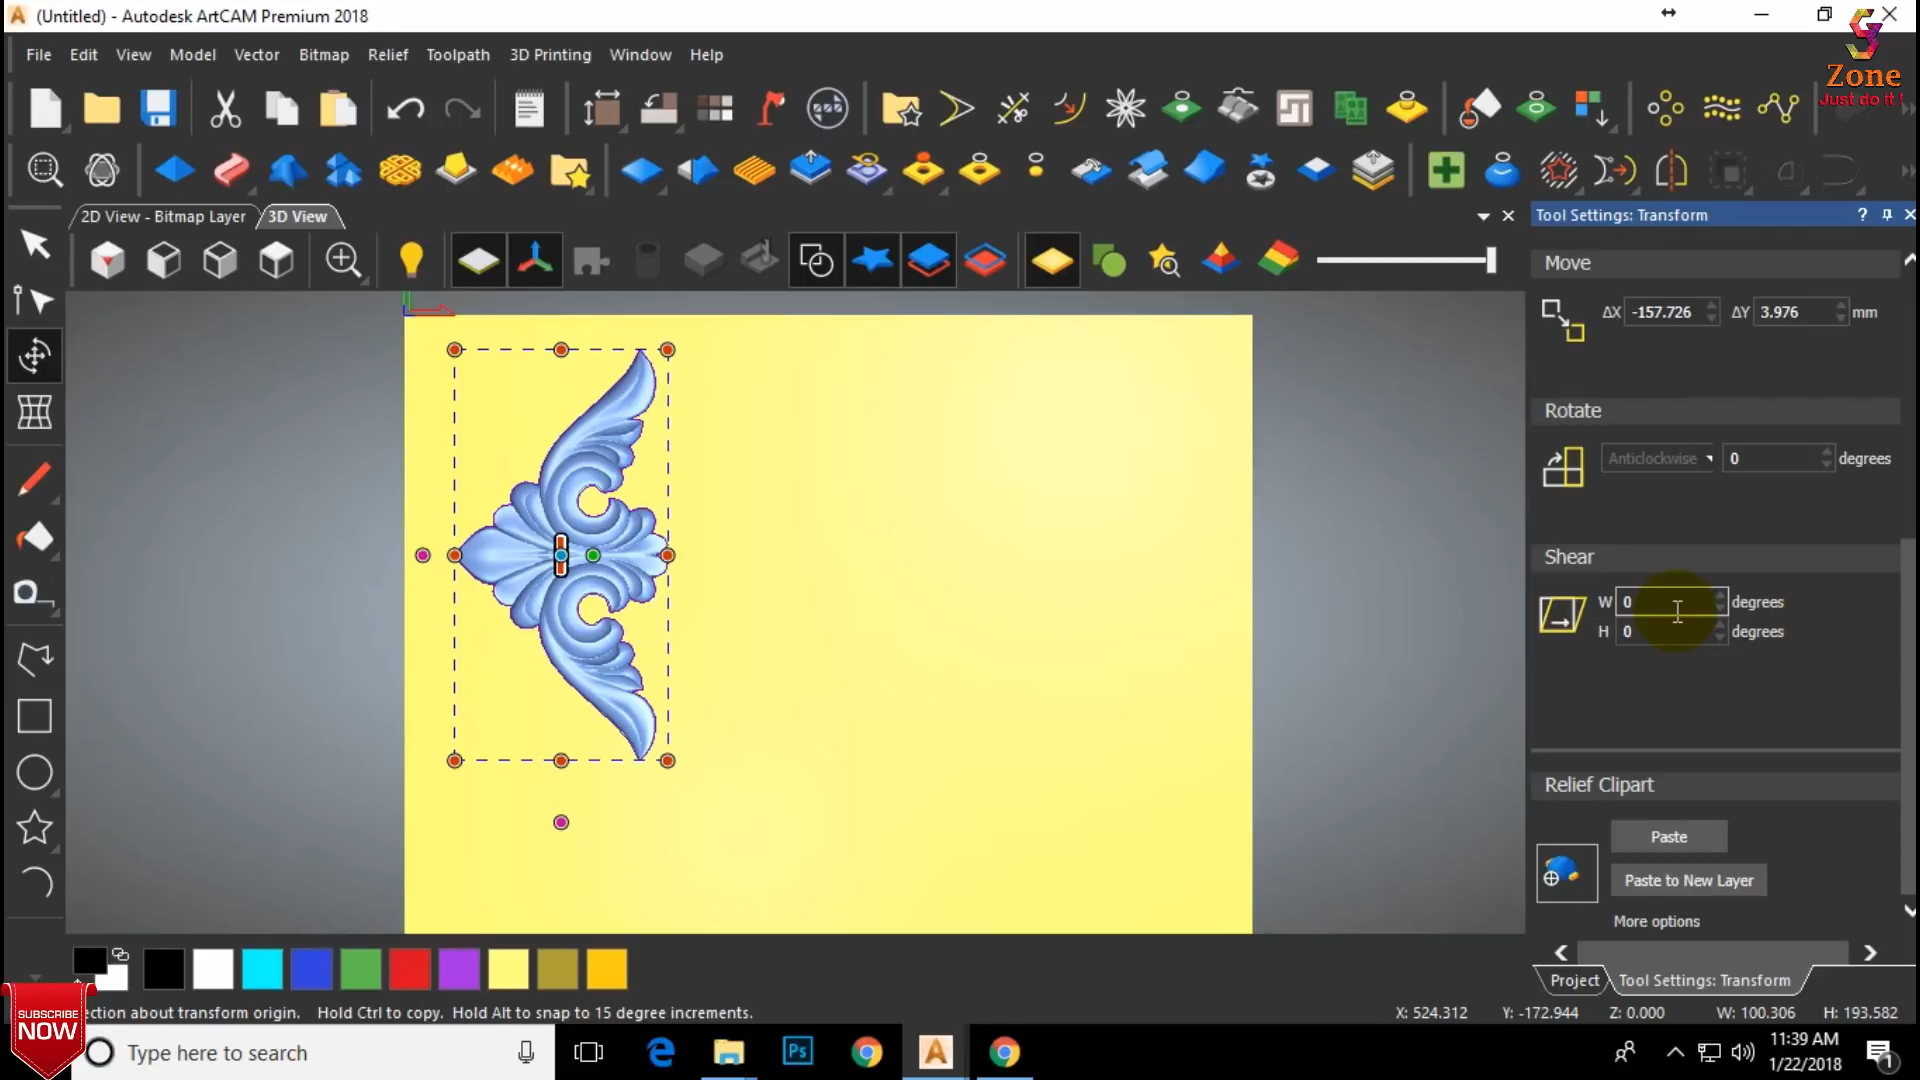 (Untitled) - Autodesk ArtCAM Premium 2018
Zone
Just do it !
File Edit View Model Vector Bitmap Relief Toolpath 3D Printing Window Help
2D View - Bitmap Layer 3D View
Tool Settings: Transform ?
Move
ΔX -157.726 ΔY 3.976 mm
Rotate
Anticlockwise 0 degrees
Shear
W 0 degrees
H 0 degrees
Relief Clipart
Paste
Paste to New Layer
More options
Project Tool Settings: Transform
SUBSCRIBE
NOW
ection about transform origin. Hold Ctrl to copy. Hold Alt to snap to 15 degree increments.
X: 524.312 Y: -172.944 Z: 0.000 W: 100.306 H: 193.582
Type here to search
Ps
11:39 AM
1/22/2018
1